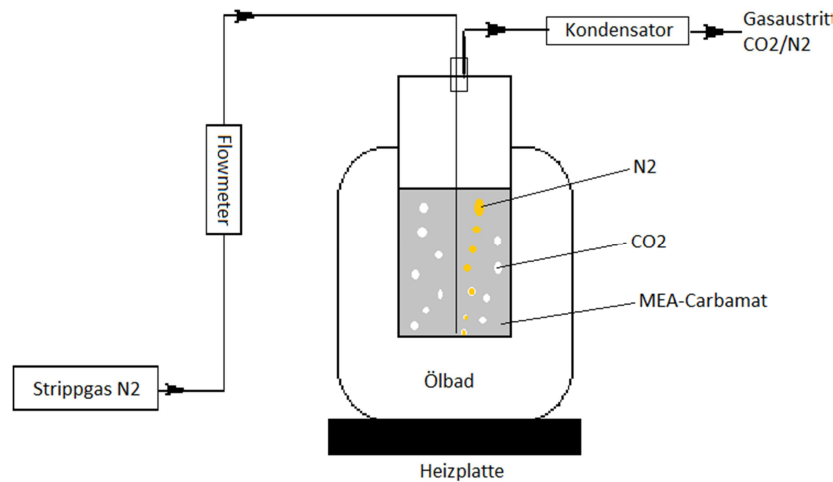 Gasaustritt
CO2/N2
Kondensator
Flowmeter
N2
CO2
MEA-Carbamat
Strippgas N2
Ölbad
Heizplatte